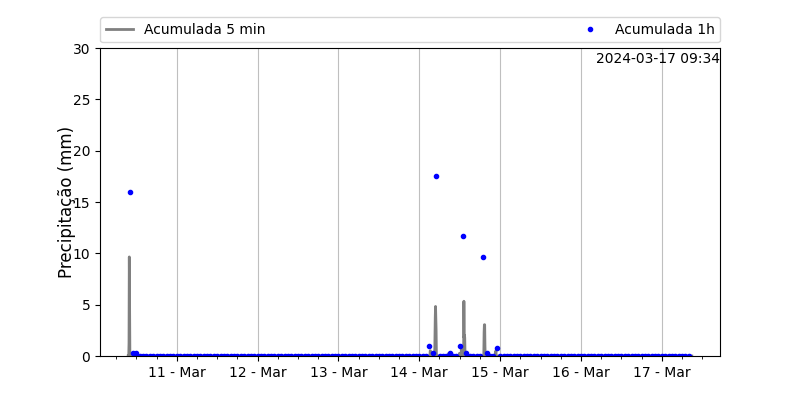 Acumulada 5 min
Acumulada 1h
2024-03-17 09:34
Precipitação (mm)
30
25
20
15
10
5
0
11 - Mar
12 - Mar
13 - Mar
14 - Mar
15 - Mar
16 - Mar
17 - Mar